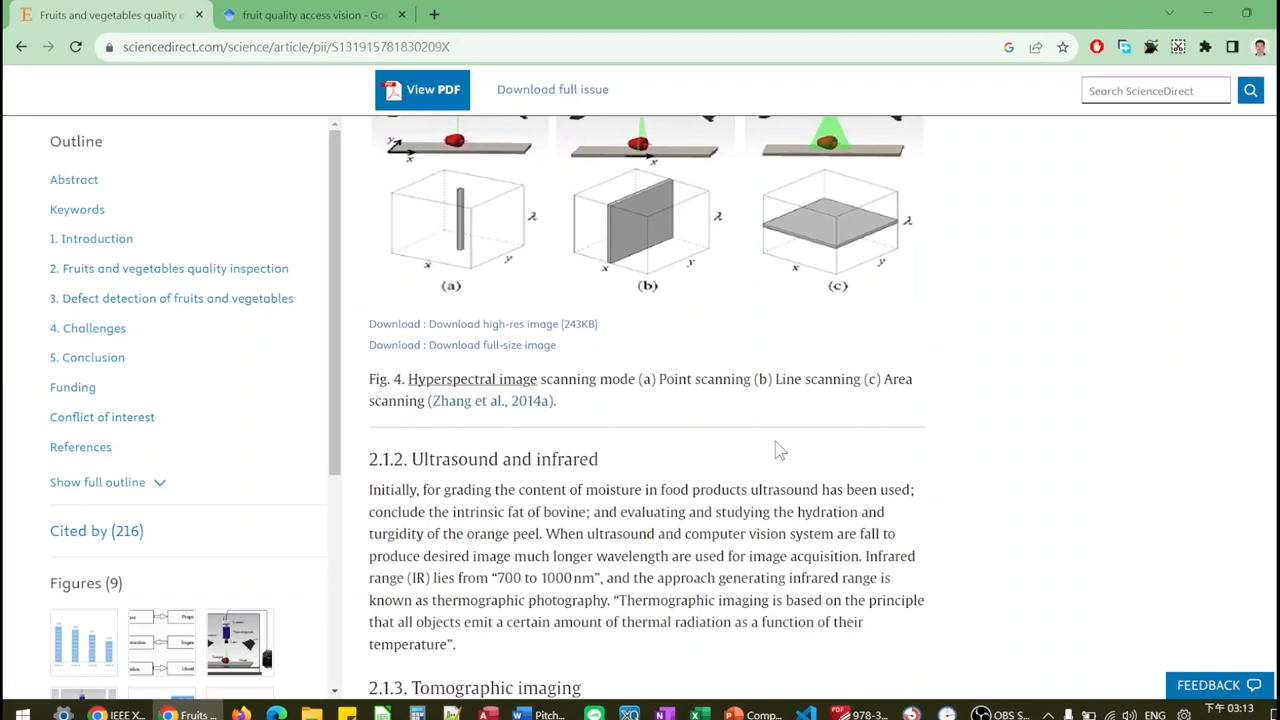 Fruits and vegetables quality e
fruit quality access vision - Go
sciencedirect.com/science/article/pii/S131915781830209X
View PDF
Download full issue
Search ScienceDirect
Outline
Abstract
Keywords
1. Introduction
2. Fruits and vegetables quality inspection
3. Defect detection of fruits and vegetables
4. Challenges
5. Conclusion
Funding
Conflict of interest
References
Show full outline
Cited by (216)
Figures (9)
y
x
x
x
λ
x
y
(a)
λ
x
y
(b)
λ
x
y
(c)
Download : Download high-res image (243KB)
Download : Download full-size image
Fig. 4. Hyperspectral image scanning mode (a) Point scanning (b) Line scanning (c) Area
scanning (Zhang et al., 2014a).
2.1.2. Ultrasound and infrared
Initially, for grading the content of moisture in food products ultrasound has been used;
conclude the intrinsic fat of bovine; and evaluating and studying the hydration and
turgidity of the orange peel. When ultrasound and computer vision system are fall to
produce desired image much longer wavelength are used for image acquisition. Infrared
range (IR) lies from “700 to 1000 nm”, and the approach generating infrared range is
known as thermographic photography. “Thermographic imaging is based on the principle
that all objects emit a certain amount of thermal radiation as a function of their
temperature”.
2.1.3. Tomographic imaging
FEEDBACK
IEEE X...
Fruits ...
Pitch...
Comp...
978-3...
OBS S...
下午 03:13